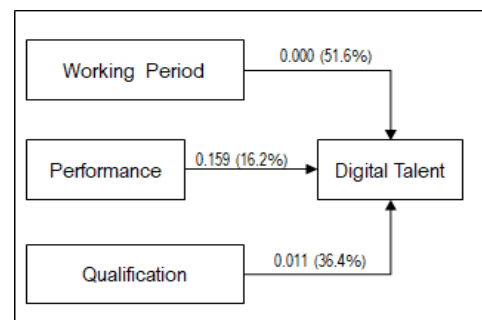 Working Period
0.000 (51.6%)
Performance
0.159 (16.2%)
Digital Talent
Qualification
0.011 (36.4%)